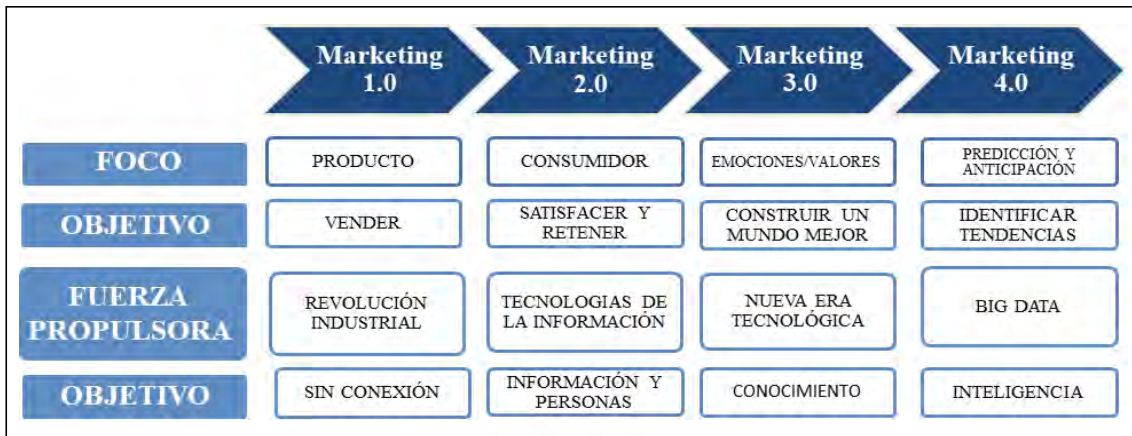 Marketing 1.0
Marketing 2.0
Marketing 3.0
Marketing 4.0
FOCO
PRODUCTO
CONSUMIDOR
EMOCIONES/VALORES
PREDICCIÓN Y
ANTICIPACIÓN
OBJETIVO
VENDER
SATISFACER Y
RETENER
CONSTRUIR UN
MUNDO MEJOR
IDENTIFICAR
TENDENCIAS
FUERZA
PROPULSORA
REVOLUCIÓN
INDUSTRIAL
TECNOLOGIAS DE
LA INFORMACIÓN
NUEVA ERA
TECNOLÓGICA
BIG DATA
OBJETIVO
SIN CONEXIÓN
INFORMACIÓN Y
PERSONAS
CONOCIMIENTO
INTELIGENCIA